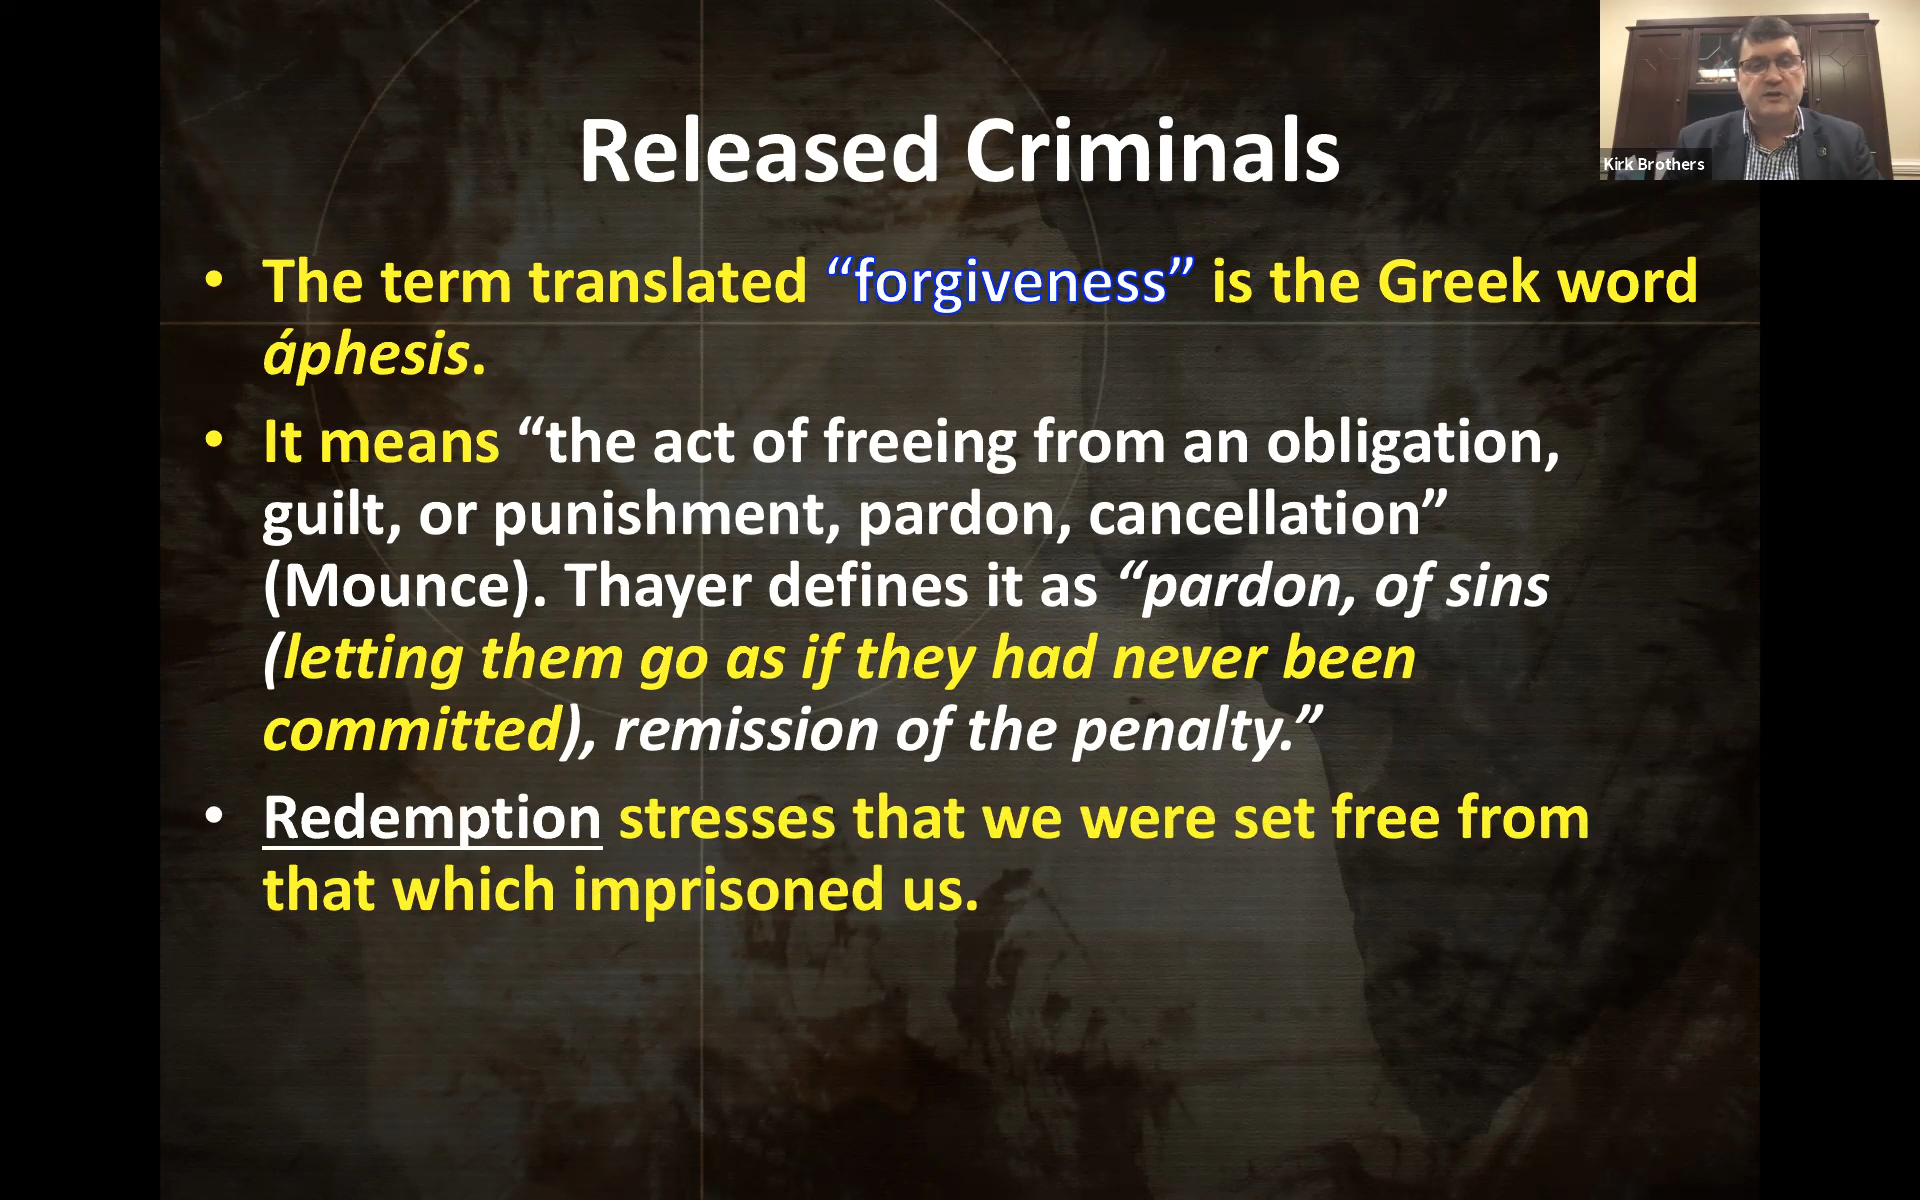 Released Criminals
Kirk Brothers
• The term translated “forgiveness” is the Greek word
áphesis.
• It means “the act of freeing from an obligation,
guilt, or punishment, pardon, cancellation”
(Mounce). Thayer defines it as “pardon, of sins
(letting them go as if they had never been
committed), remission of the penalty.”
• Redemption stresses that we were set free from
that which imprisoned us.